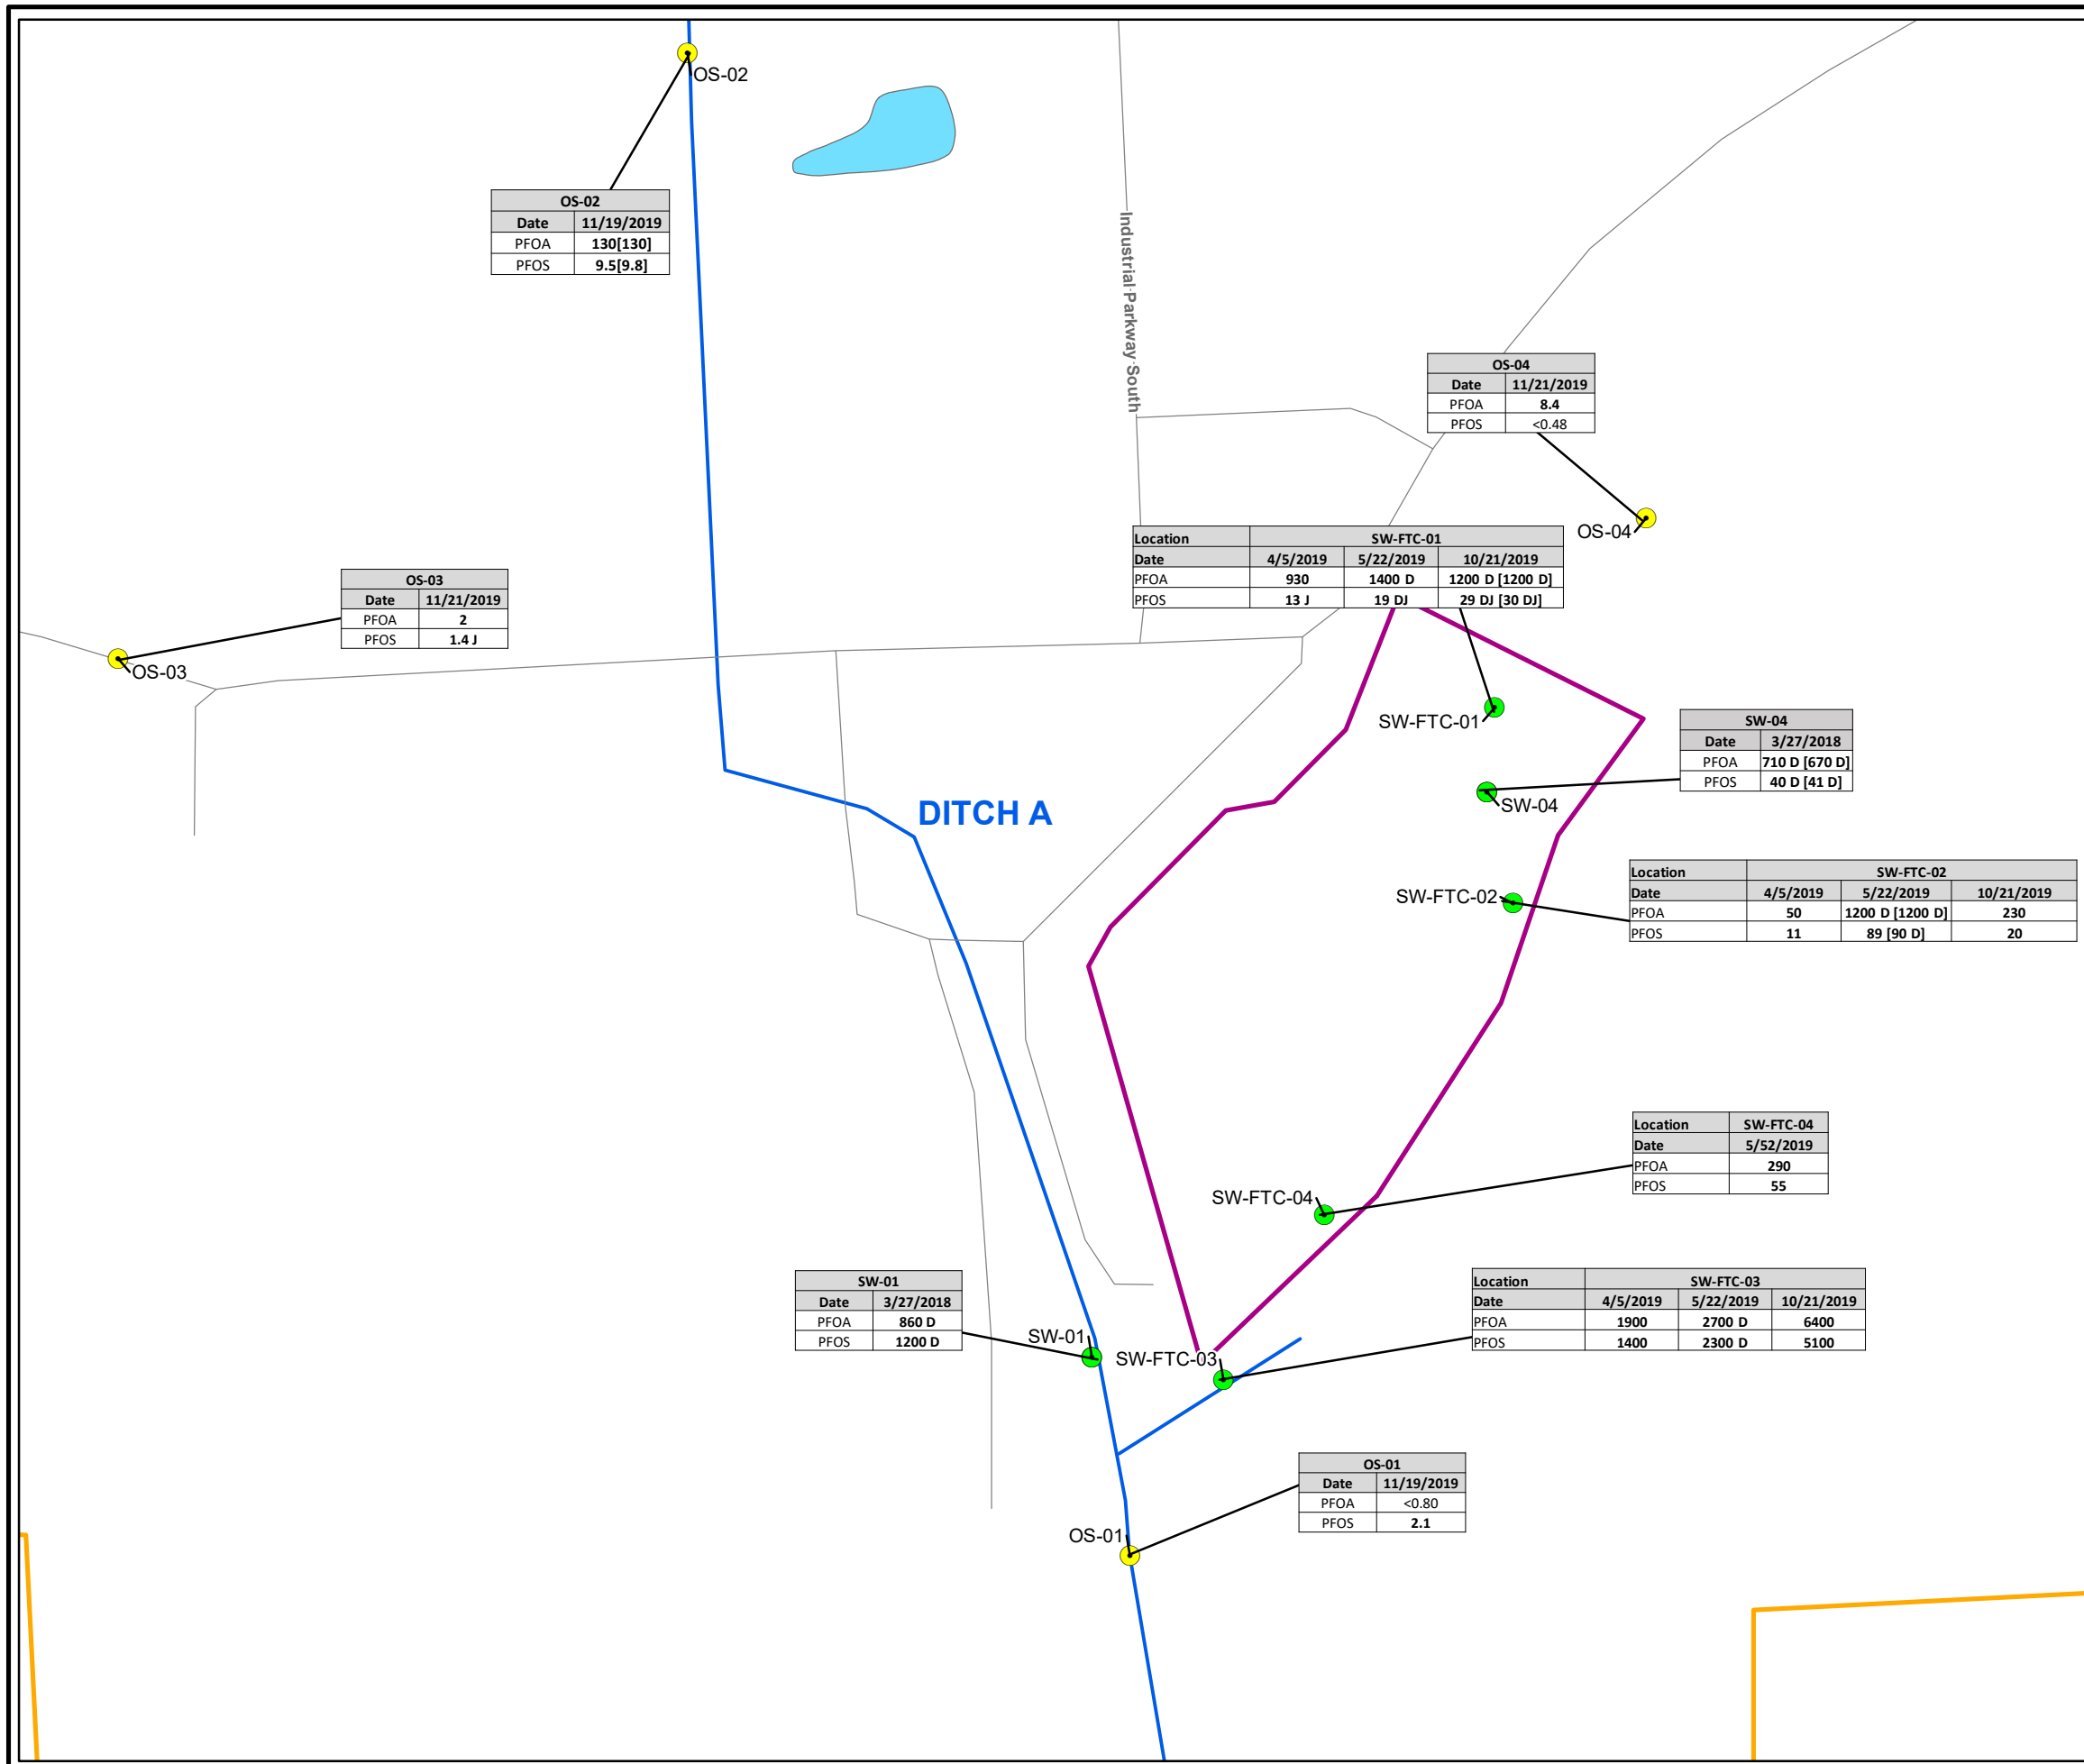 OS-02
OS-02
Date 11/19/2019
PFOA 130[130]
PFOS 9.5[9.8]
Industrial Parkway South
OS-04
Date 11/21/2019
PFOA 8.4
PFOS <0.48
OS-04
Location SW-FTC-01
Date 4/5/2019 5/22/2019 10/21/2019
PFOA 930 1400 D 1200 D [1200 D]
PFOS 13 J 19 DJ 29 DJ [30 DJ]
OS-03
Date 11/21/2019
PFOA 2
PFOS 1.4 J
OS-03
SW-FTC-01
SW-04
Date 3/27/2018
PFOA 710 D [670 D]
PFOS 40 D [41 D]
SW-04
DITCH A
SW-FTC-02
Location SW-FTC-02
Date 4/5/2019 5/22/2019 10/21/2019
PFOA 50 1200 D [1200 D] 230
PFOS 11 89 [90 D] 20
Location SW-FTC-04
Date 5/52/2019
PFOA 290
PFOS 55
SW-FTC-04
SW-01
Date 3/27/2018
PFOA 860 D
PFOS 1200 D
SW-01
SW-FTC-03
Location SW-FTC-03
Date 4/5/2019 5/22/2019 10/21/2019
PFOA 1900 2700 D 6400
PFOS 1400 2300 D 5100
OS-01
Date 11/19/2019
PFOA <0.80
PFOS 2.1
OS-01